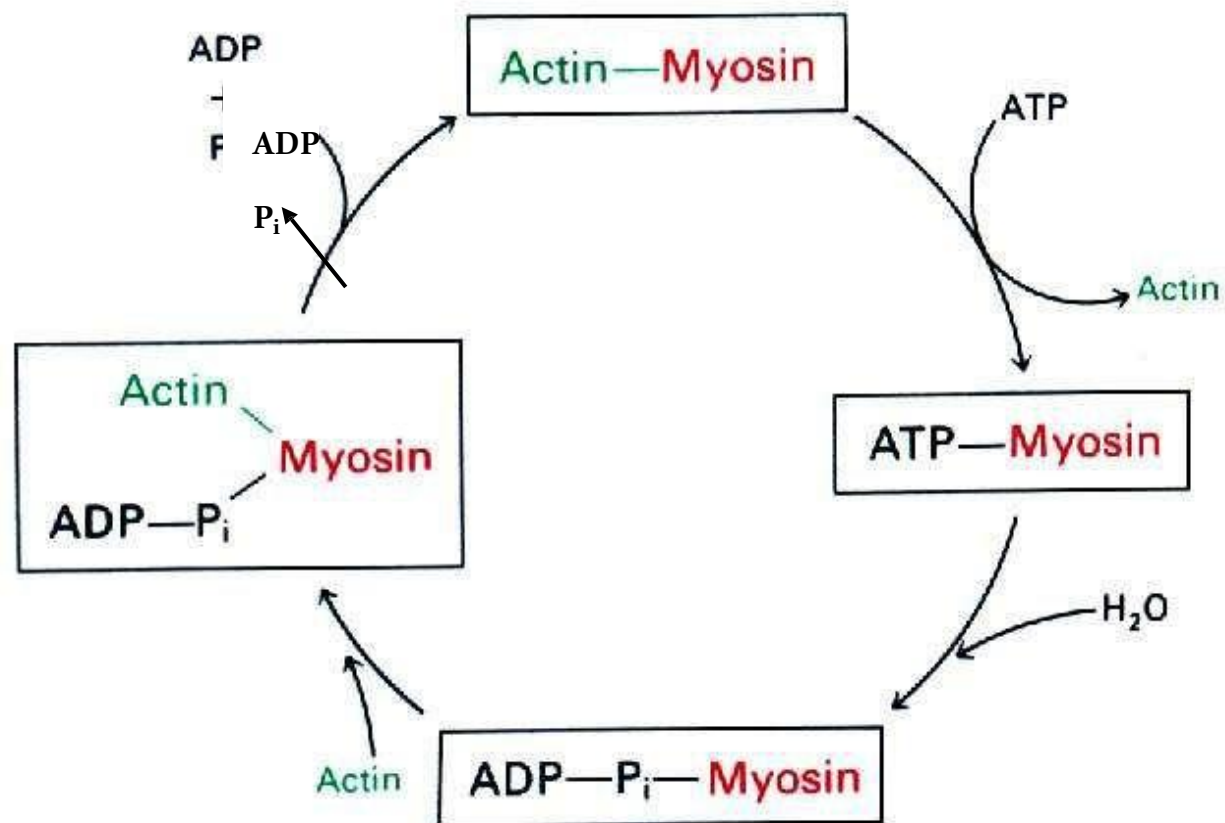 ADP
Actin—Myosin
ATP
ADP
Pᵢ
Actin
Actin
Myosin
ADP—Pᵢ
ATP—Myosin
H₂O
Actin
ADP—Pᵢ—Myosin